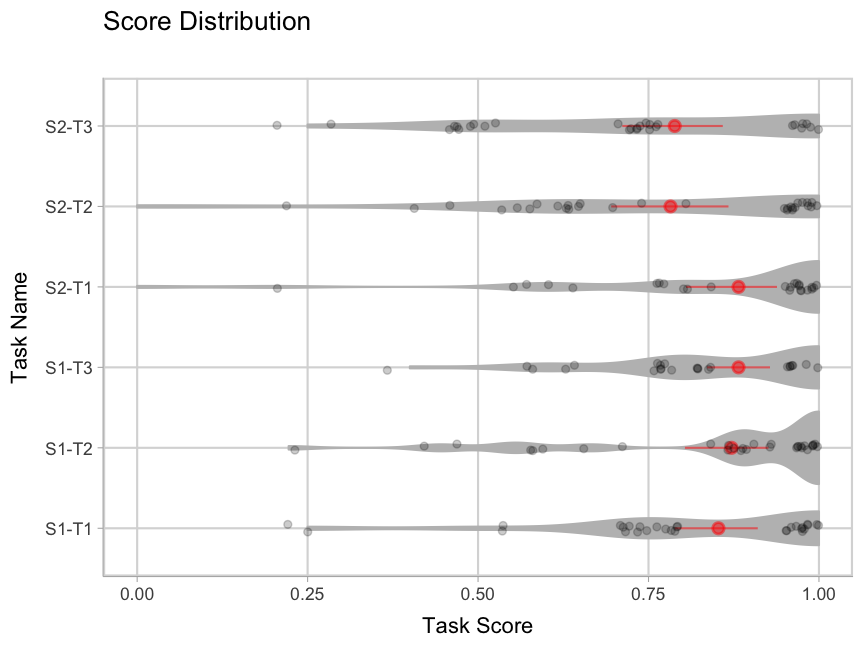 Score Distribution
Task Name
S2-T3
S2-T2
S2-T1
S1-T3
S1-T2
S1-T1
0.00 0.25 0.50 0.75 1.00
Task Score